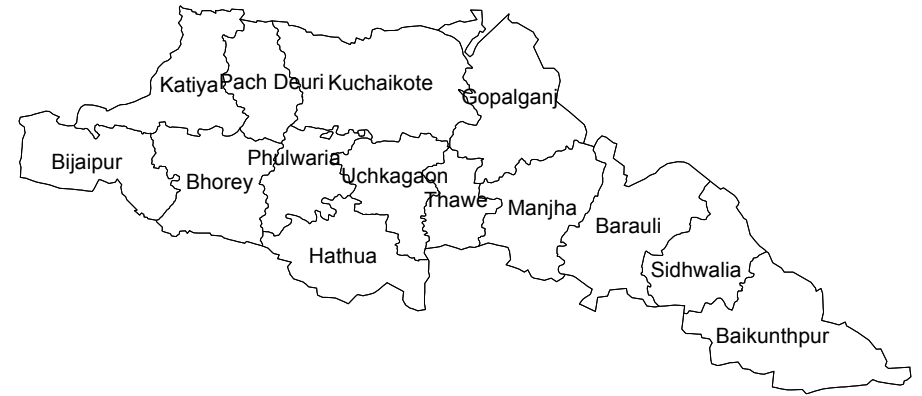 Katiya
Pach Deuri
Kuchaikote
Gopalganj
Bijaipur
Bhorey
Phulwaria
Uchkagaon
Thawe
Manjha
Barauli
Hathua
Sidhwalia
Baikunthpur